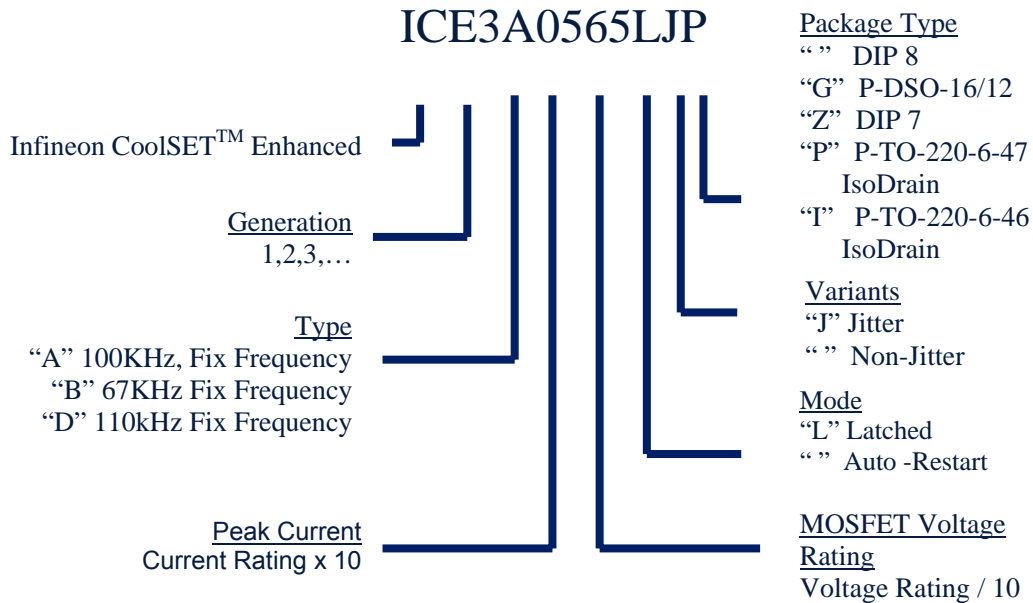 ICE3A0565LJP
Infineon CoolSET™ Enhanced
Generation
1,2,3,…
Type
“A” 100KHz, Fix Frequency
“B” 67KHz Fix Frequency
“D” 110kHz Fix Frequency
Peak Current
Current Rating x 10
Package Type
“ ” DIP 8
“G” P-DSO-16/12
“Z” DIP 7
“P” P-TO-220-6-47
IsoDrain
“I” P-TO-220-6-46
IsoDrain
Variants
“J” Jitter
“ ” Non-Jitter
Mode
“L” Latched
“ ” Auto -Restart
MOSFET Voltage
Rating
Voltage Rating / 10